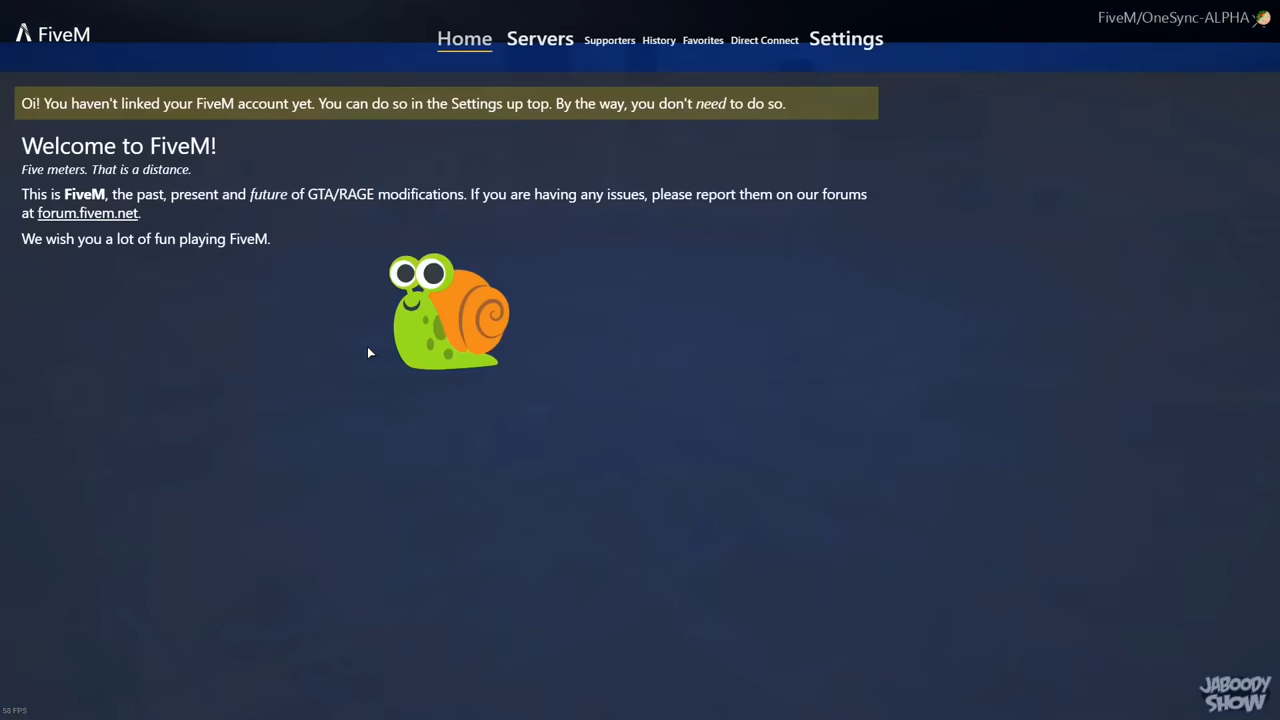 FiveM
Home Servers Supporters History Favorites Direct Connect Settings
FiveM/OneSync-ALPHA
Oi! You haven't linked your FiveM account yet. You can do so in the Settings up top. By the way, you don't need to do so.
Welcome to FiveM!
Five meters. That is a distance.
This is FiveM, the past, present and future of GTA/RAGE modifications. If you are having any issues, please report them on our forums
at forum.fivem.net.
We wish you a lot of fun playing FiveM.
58 FPS
JABOODY
SHOW